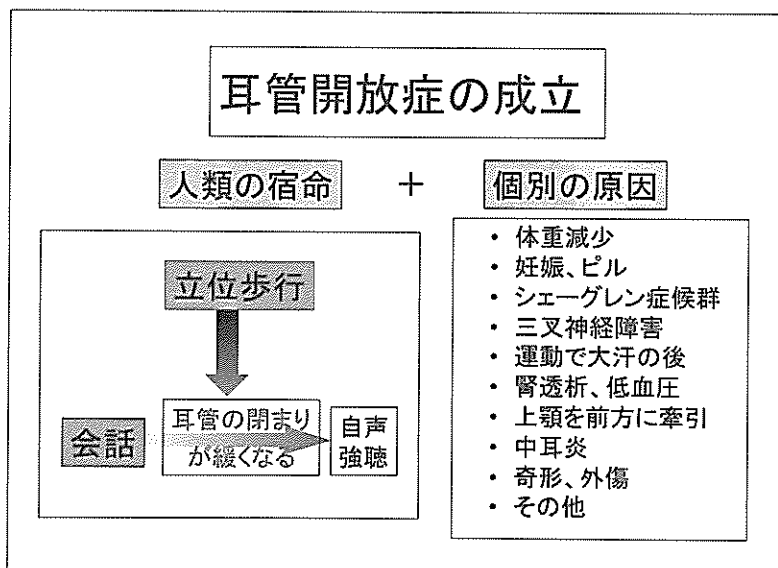 耳管開放症の成立
人類の宿命
+
個別の原因
立位歩行
会話
耳管の閉まり
が緩くなる
自声
強聴
・ 体重減少
・ 妊娠、ピル
・ シェーグレン症候群
・ 三叉神経障害
・ 運動で大汗の後
・ 腎透析、低血圧
・ 上顎を前方に牽引
・ 中耳炎
・ 奇形、外傷
・ その他